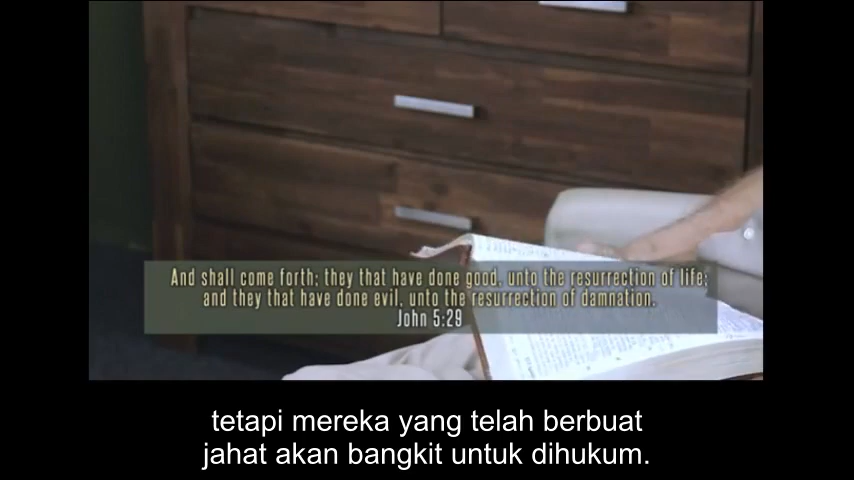 And shall come forth; they that have done good, unto the resurrection of life;
and they that have done evil, unto the resurrection of damnation.
John 5:29
tetapi mereka yang telah berbuat
jahat akan bangkit untuk dihukum.